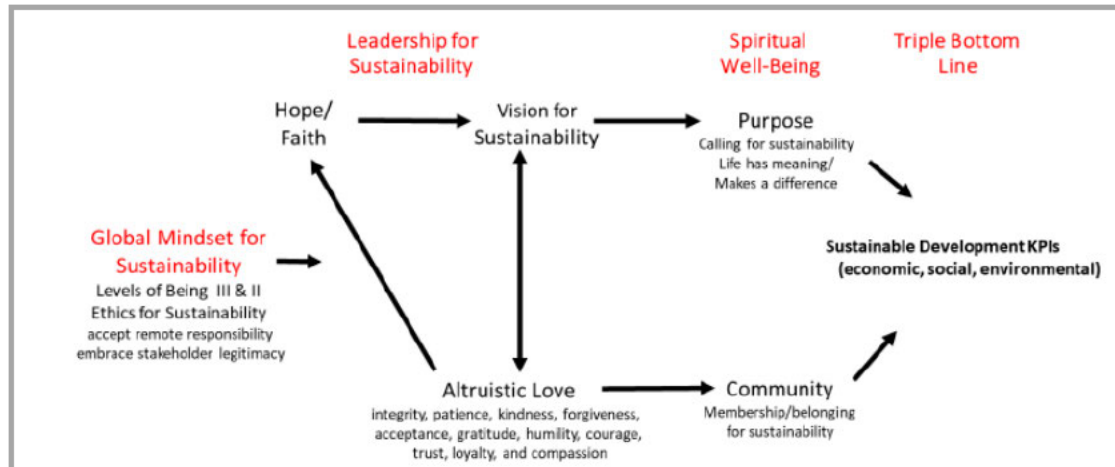 Leadership for
Sustainability
Spiritual
Well-Being
Triple Bottom
Line
Hope/
Faith
Vision for
Sustainability
Purpose
Calling for sustainability
Life has meaning/
Makes a difference
Global Mindset for
Sustainability
Levels of Being III & II
Ethics for Sustainability
accept remote responsibility
embrace stakeholder legitimacy
Sustainable Development KPIs
(economic, social, environmental)
Altruistic Love
integrity, patience, kindness, forgiveness,
acceptance, gratitude, humility, courage,
trust, loyalty, and compassion
Community
Membership/belonging
for sustainability